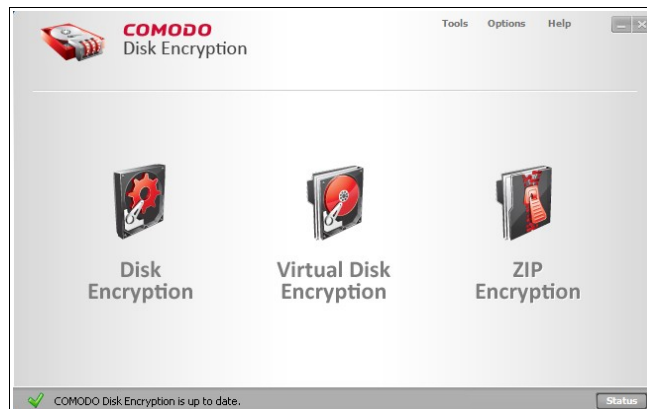 COMODO
Disk Encryption
Tools Options Help
Disk
Encryption
Virtual Disk
Encryption
ZIP
Encryption
COMODO Disk Encryption is up to date.
Status